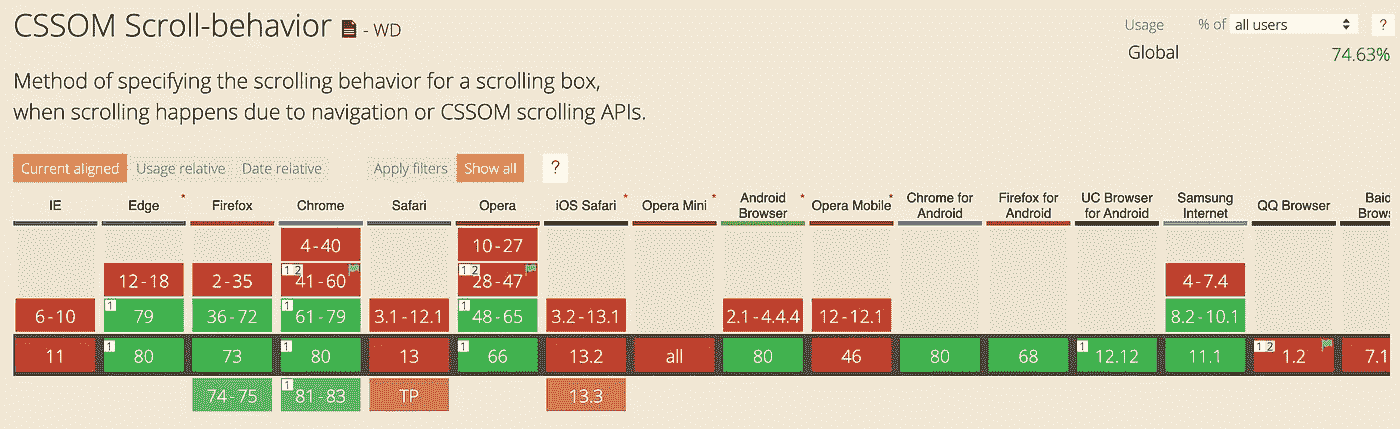 CSSOM Scroll-behavior - WD
Usage % of all users ?
Global 74.63%
Method of specifying the scrolling behavior for a scrolling box,
when scrolling happens due to navigation or CSSOM scrolling APIs.
Current aligned Usage relative Date relative Apply filters Show all ?
IE Edge * Firefox Chrome Safari Opera iOS Safari * Opera Mini * Android Browser * Opera Mobile * Chrome for Android Firefox for Android UC Browser for Android Samsung Internet QQ Browser Baid Brows
4-40 10-27
12-18 2-35 1 2 41-60 1 2 28-47 4-7.4
6-10 1 79 36-72 1 61-79 3.1-12.1 1 48-65 3.2-13.1 2.1-4.4.4 12-12.1 8.2-10.1
11 1 80 73 1 80 13 1 66 13.2 all 80 46 80 68 1 12.12 11.1 1 2 1.2 7.1
74-75 1 81-83 TP 13.3